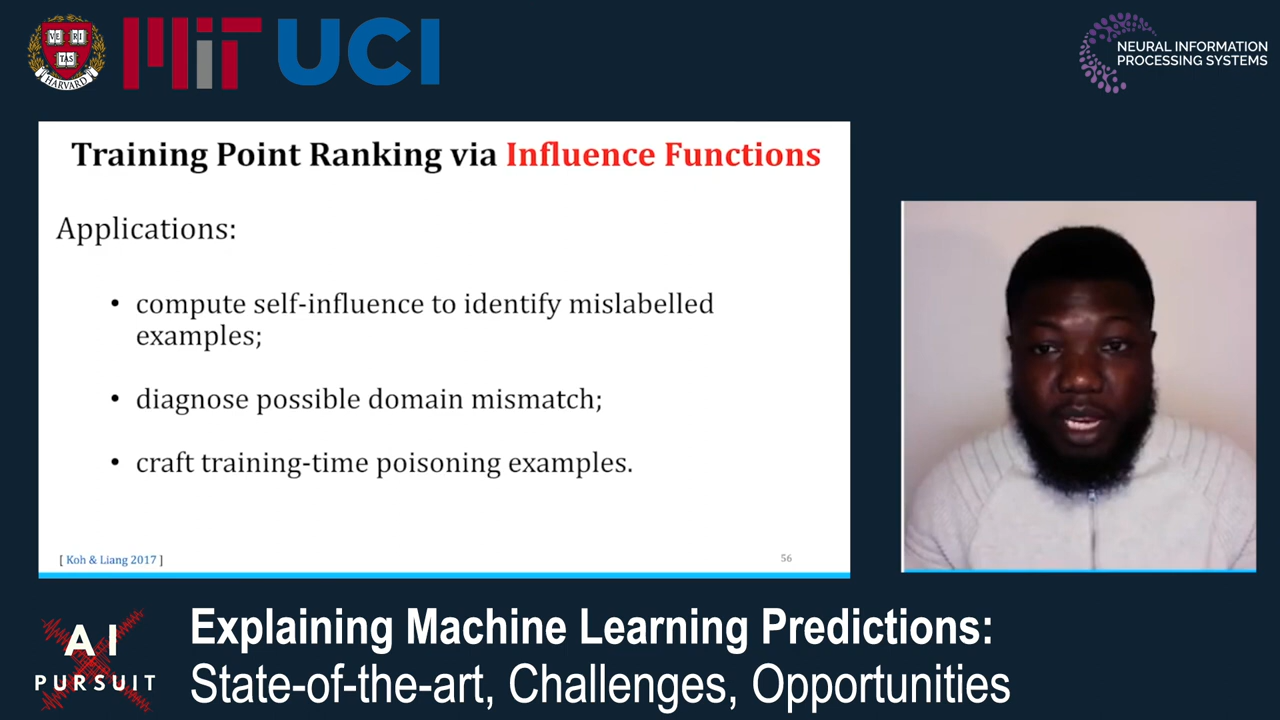 VE RI
TAS
HARVARD
MIT
UCI
NEURAL INFORMATION
PROCESSING SYSTEMS
Training Point Ranking via Influence Functions
Applications:
• compute self-influence to identify mislabelled
examples;
• diagnose possible domain mismatch;
• craft training-time poisoning examples.
[ Koh & Liang 2017 ]
56
AI
PURSUIT
Explaining Machine Learning Predictions:
State-of-the-art, Challenges, Opportunities